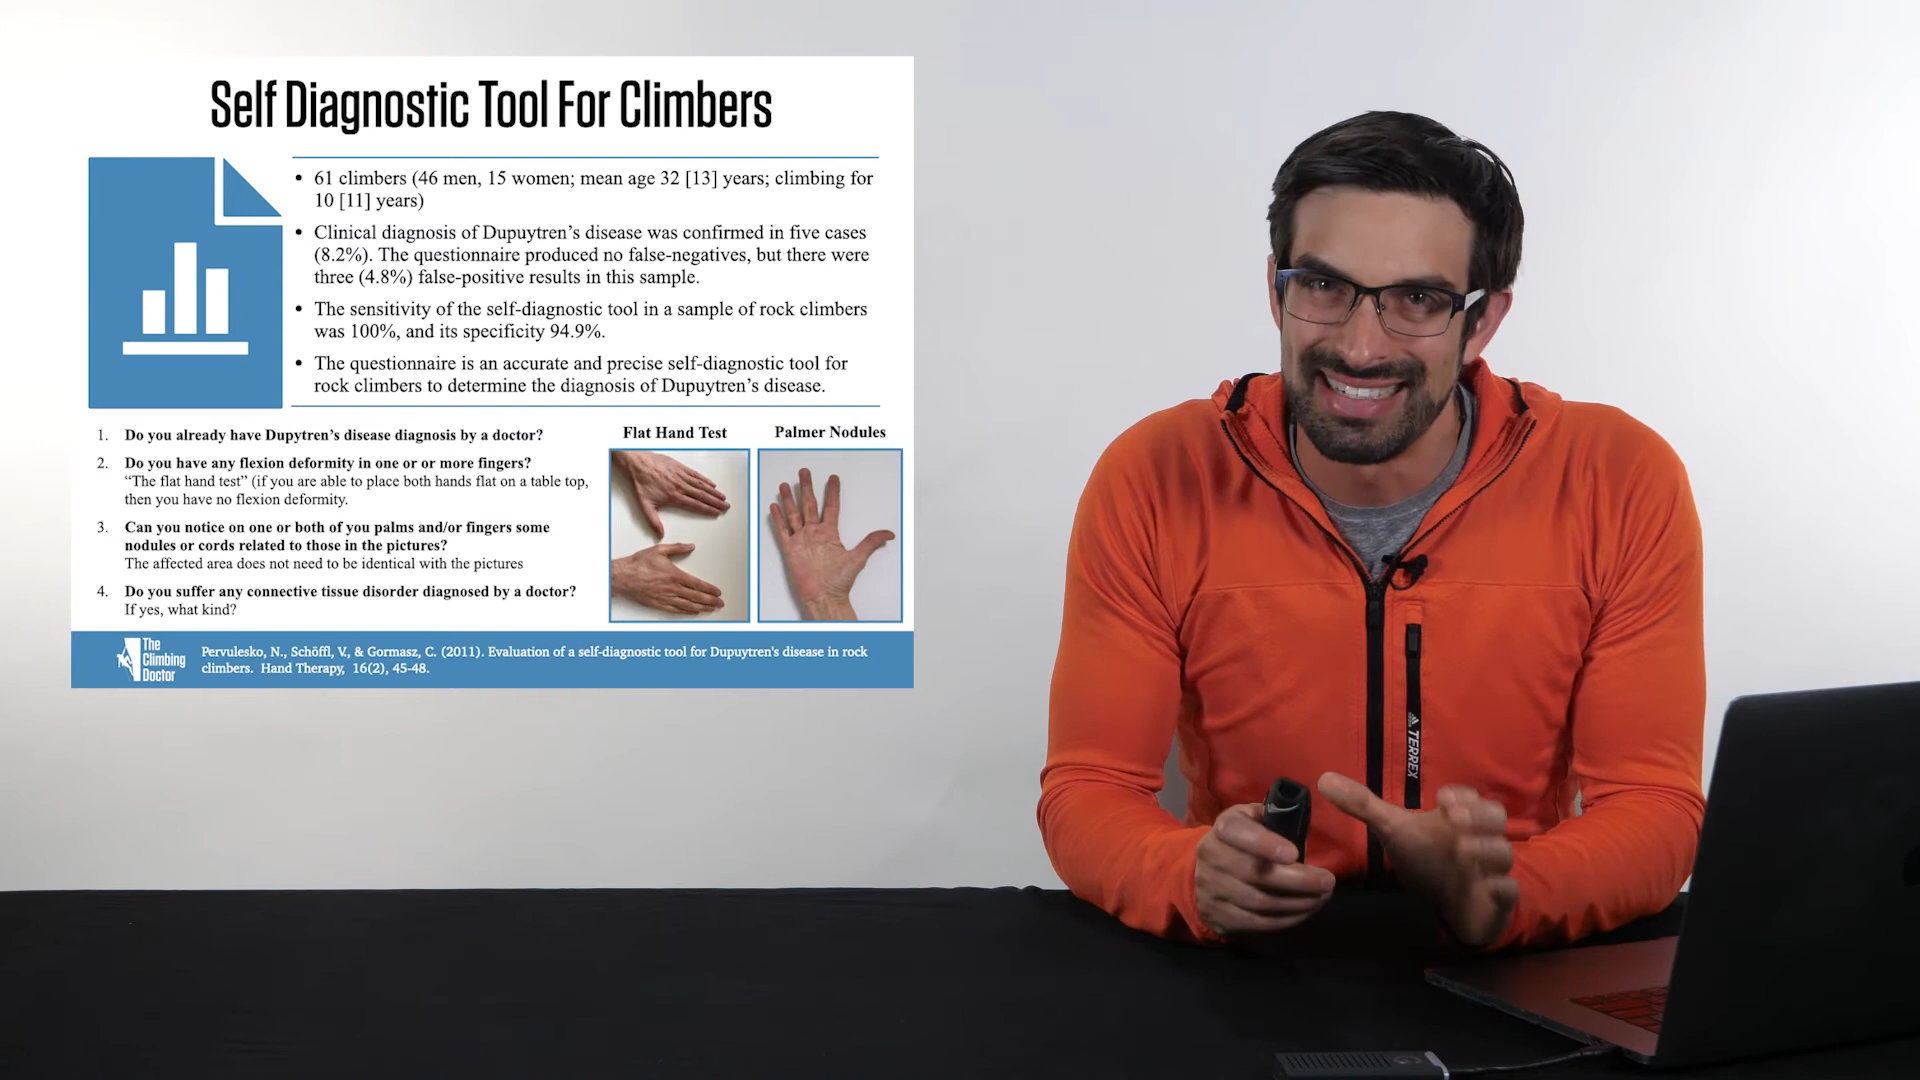 Self Diagnostic Tool For Climbers
• 61 climbers (46 men, 15 women; mean age 32 [13] years; climbing for
10 [11] years)
• Clinical diagnosis of Dupuytren’s disease was confirmed in five cases
(8.2%). The questionnaire produced no false-negatives, but there were
three (4.8%) false-positive results in this sample.
• The sensitivity of the self-diagnostic tool in a sample of rock climbers
was 100%, and its specificity 94.9%.
• The questionnaire is an accurate and precise self-diagnostic tool for
rock climbers to determine the diagnosis of Dupuytren’s disease.
1. Do you already have Dupytren’s disease diagnosis by a doctor?
2. Do you have any flexion deformity in one or or more fingers?
“The flat hand test” (if you are able to place both hands flat on a table top,
then you have no flexion deformity.
3. Can you notice on one or both of you palms and/or fingers some
nodules or cords related to those in the pictures?
The affected area does not need to be identical with the pictures
4. Do you suffer any connective tissue disorder diagnosed by a doctor?
If yes, what kind?
Flat Hand Test
Palmer Nodules
The
Climbing
Doctor
Pervulesko, N., Schöffl, V., & Gormasz, C. (2011). Evaluation of a self-diagnostic tool for Dupuytren's disease in rock
climbers. Hand Therapy, 16(2), 45-48.
TERREX